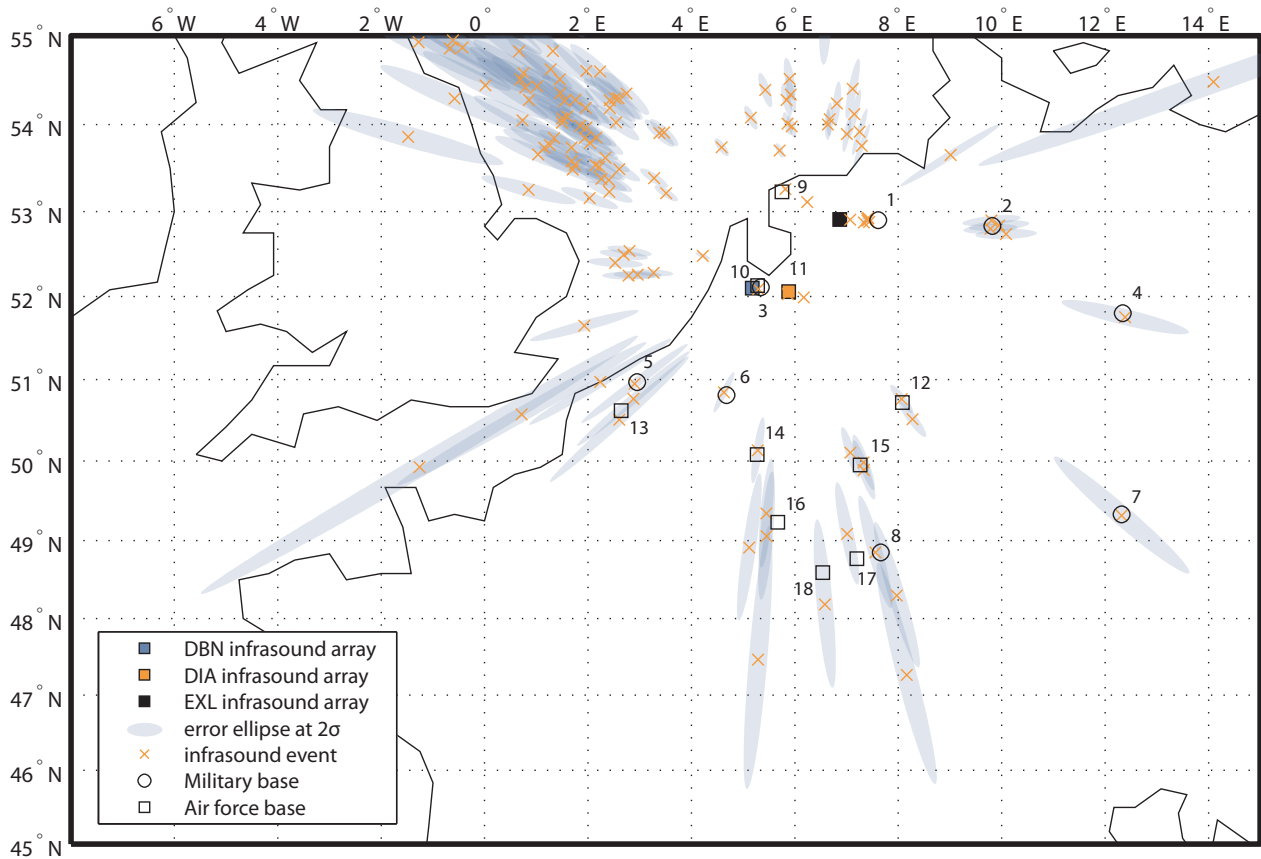 6° W 4° W 2° W 0° 2° E 4° E 6° E 8° E 10° E 12° E 14° E
55° N
54° N
9
53° N
1
2
10
11
52° N
3
4
51° N
5
6
12
13
14
50° N
15
7
16
49° N
8
17
18
48° N
47° N
46° N
45° N
DBN infrasound array
DIA infrasound array
EXL infrasound array
error ellipse at 2σ
infrasound event
Military base
Air force base